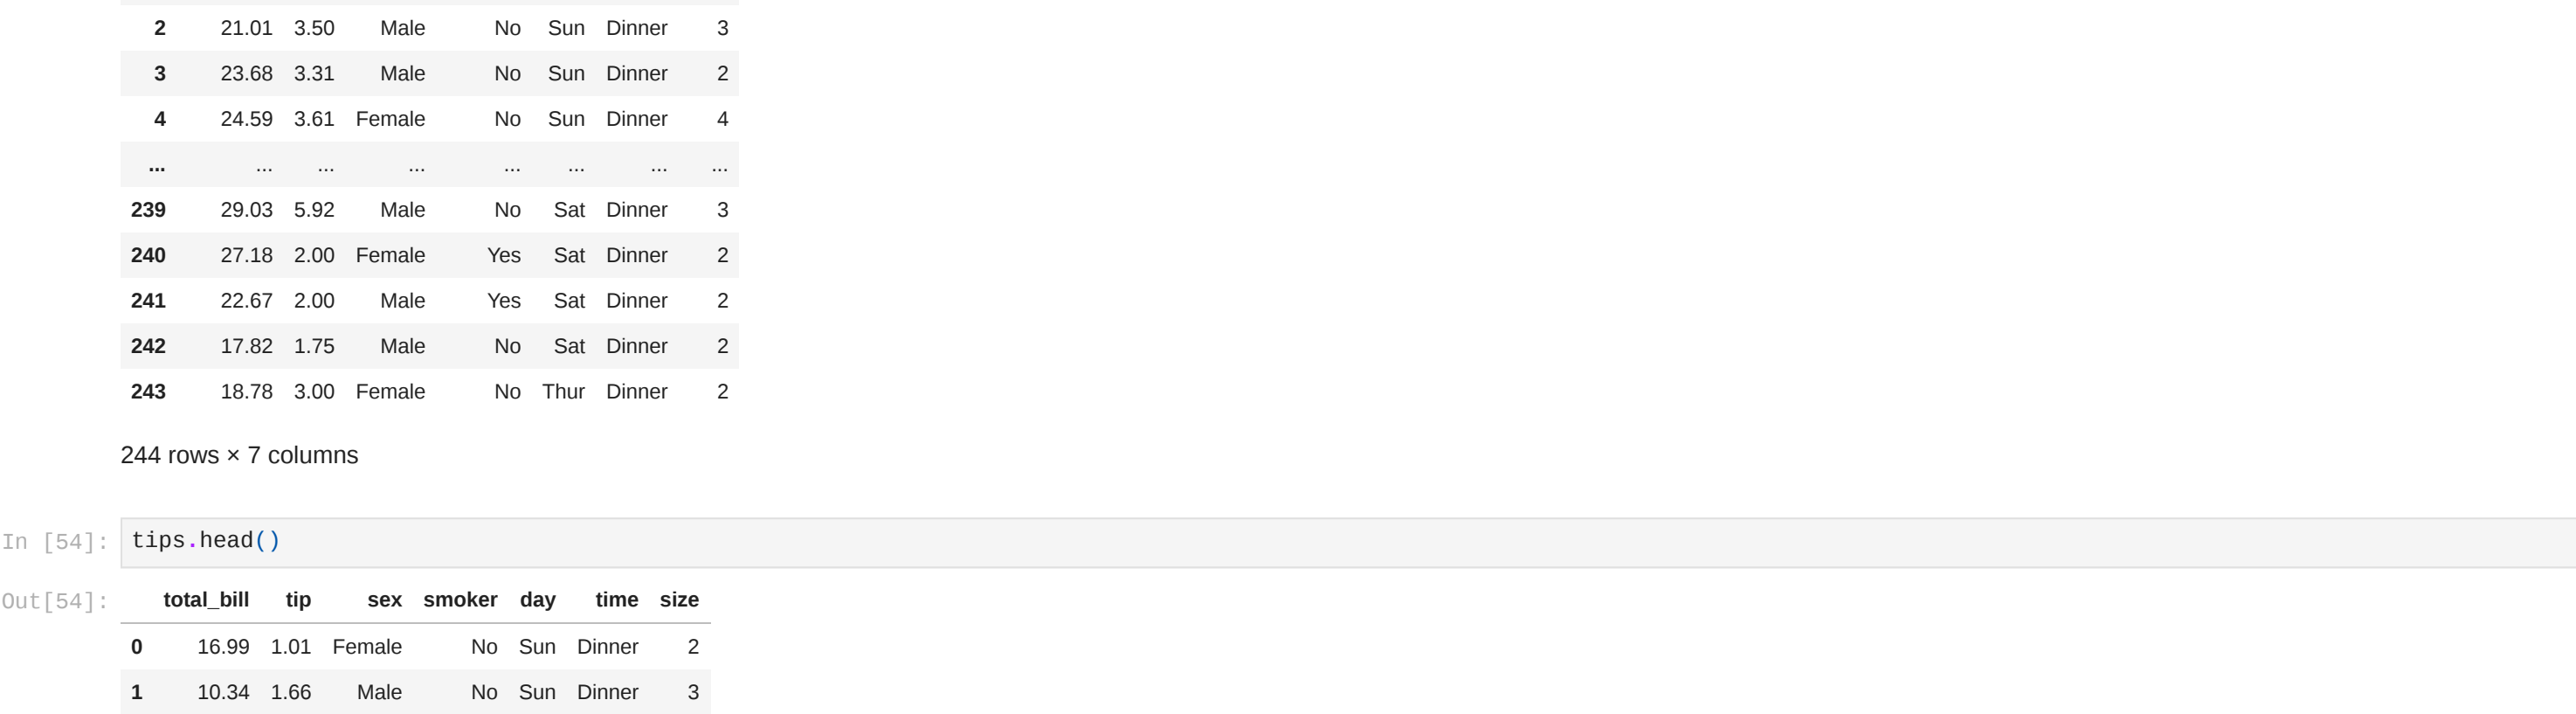 2 21.01 3.50 Male No Sun Dinner 3
3 23.68 3.31 Male No Sun Dinner 2
4 24.59 3.61 Female No Sun Dinner 4
... ... ... ... ... ... ... ...
239 29.03 5.92 Male No Sat Dinner 3
240 27.18 2.00 Female Yes Sat Dinner 2
241 22.67 2.00 Male Yes Sat Dinner 2
242 17.82 1.75 Male No Sat Dinner 2
243 18.78 3.00 Female No Thur Dinner 2
244 rows × 7 columns
In [54]: tips.head()
Out[54]: total_bill tip sex smoker day time size
0 16.99 1.01 Female No Sun Dinner 2
1 10.34 1.66 Male No Sun Dinner 3